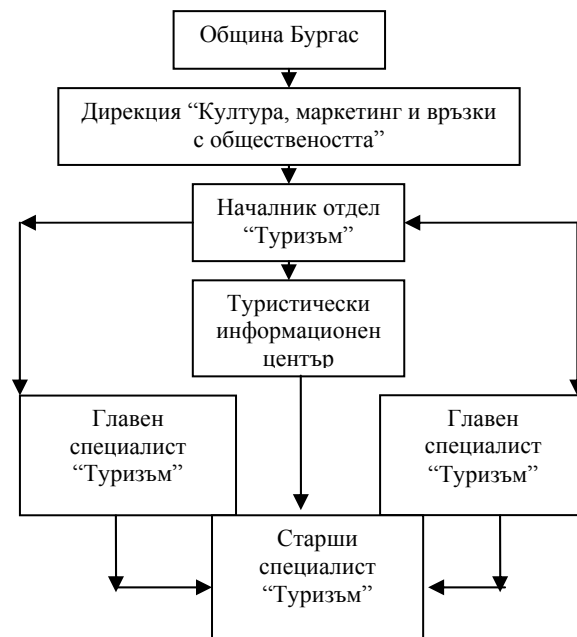 Община Бургас
Дирекция “Култура, маркетинг и връзки
с обществеността”
Началник отдел
“Туризъм”
Туристически
информационен
център
Главен
специалист
“Туризъм”
Главен
специалист
“Туризъм”
Старши
специалист
“Туризъм”